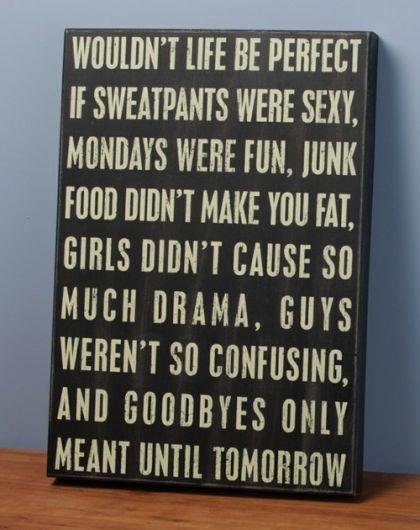 WOULDN'T LIFE BE PERFECT
IF SWEATPANTS WERE SEXY,
MONDAYS WERE FUN, JUNK
FOOD DIDN'T MAKE YOU FAT,
GIRLS DIDN'T CAUSE SO
MUCH DRAMA, GUYS
WEREN'T SO CONFUSING,
AND GOODBYES ONLY
MEANT UNTIL TOMORROW